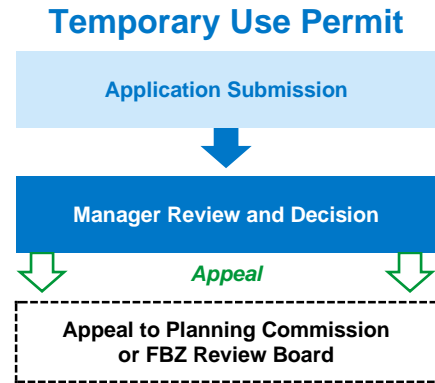 Temporary Use Permit
Application Submission
Manager Review and Decision
Appeal
Appeal to Planning Commission
or FBZ Review Board